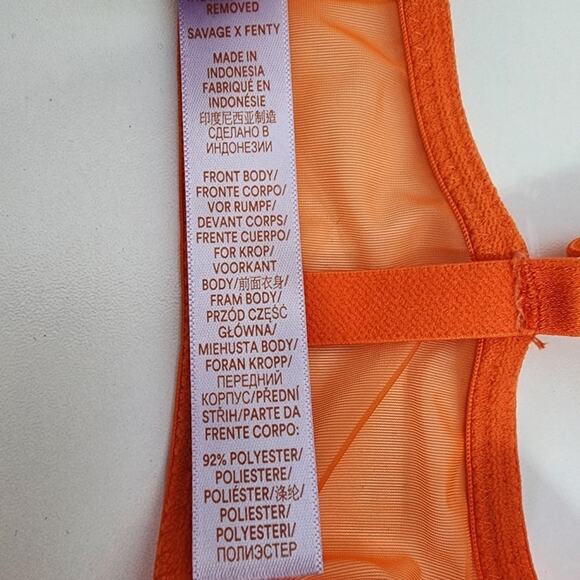 REMOVED
SAVAGE X FENTY
MADE IN
INDONESIA
FABRIQUÉ EN
INDONÉSIE
印度尼西亚制造
СДЕЛАНО В
ИНДОНЕЗИИ
FRONT BODY/
FRONTE CORPO/
VOR RUMPF/
DEVANT CORPS/
FRENTE CUERPO/
FOR KROP/
VOORKANT
BODY/前面衣身/
FRAM BODY/
PRZÓD CZĘŚĆ
GŁÓWNA/
MIEHUSTA BODY/
FORAN KROPP/
ПЕРЕДНИЙ
КОРПУС/PŘEDNÍ
STŘIH/PARTE DA
FRENTE CORPO:
92% POLYESTER/
POLIESTERE/
POLIÉSTER/涤纶/
POLIESTER/
POLYESTERI/
ПОЛИЭСТЕР